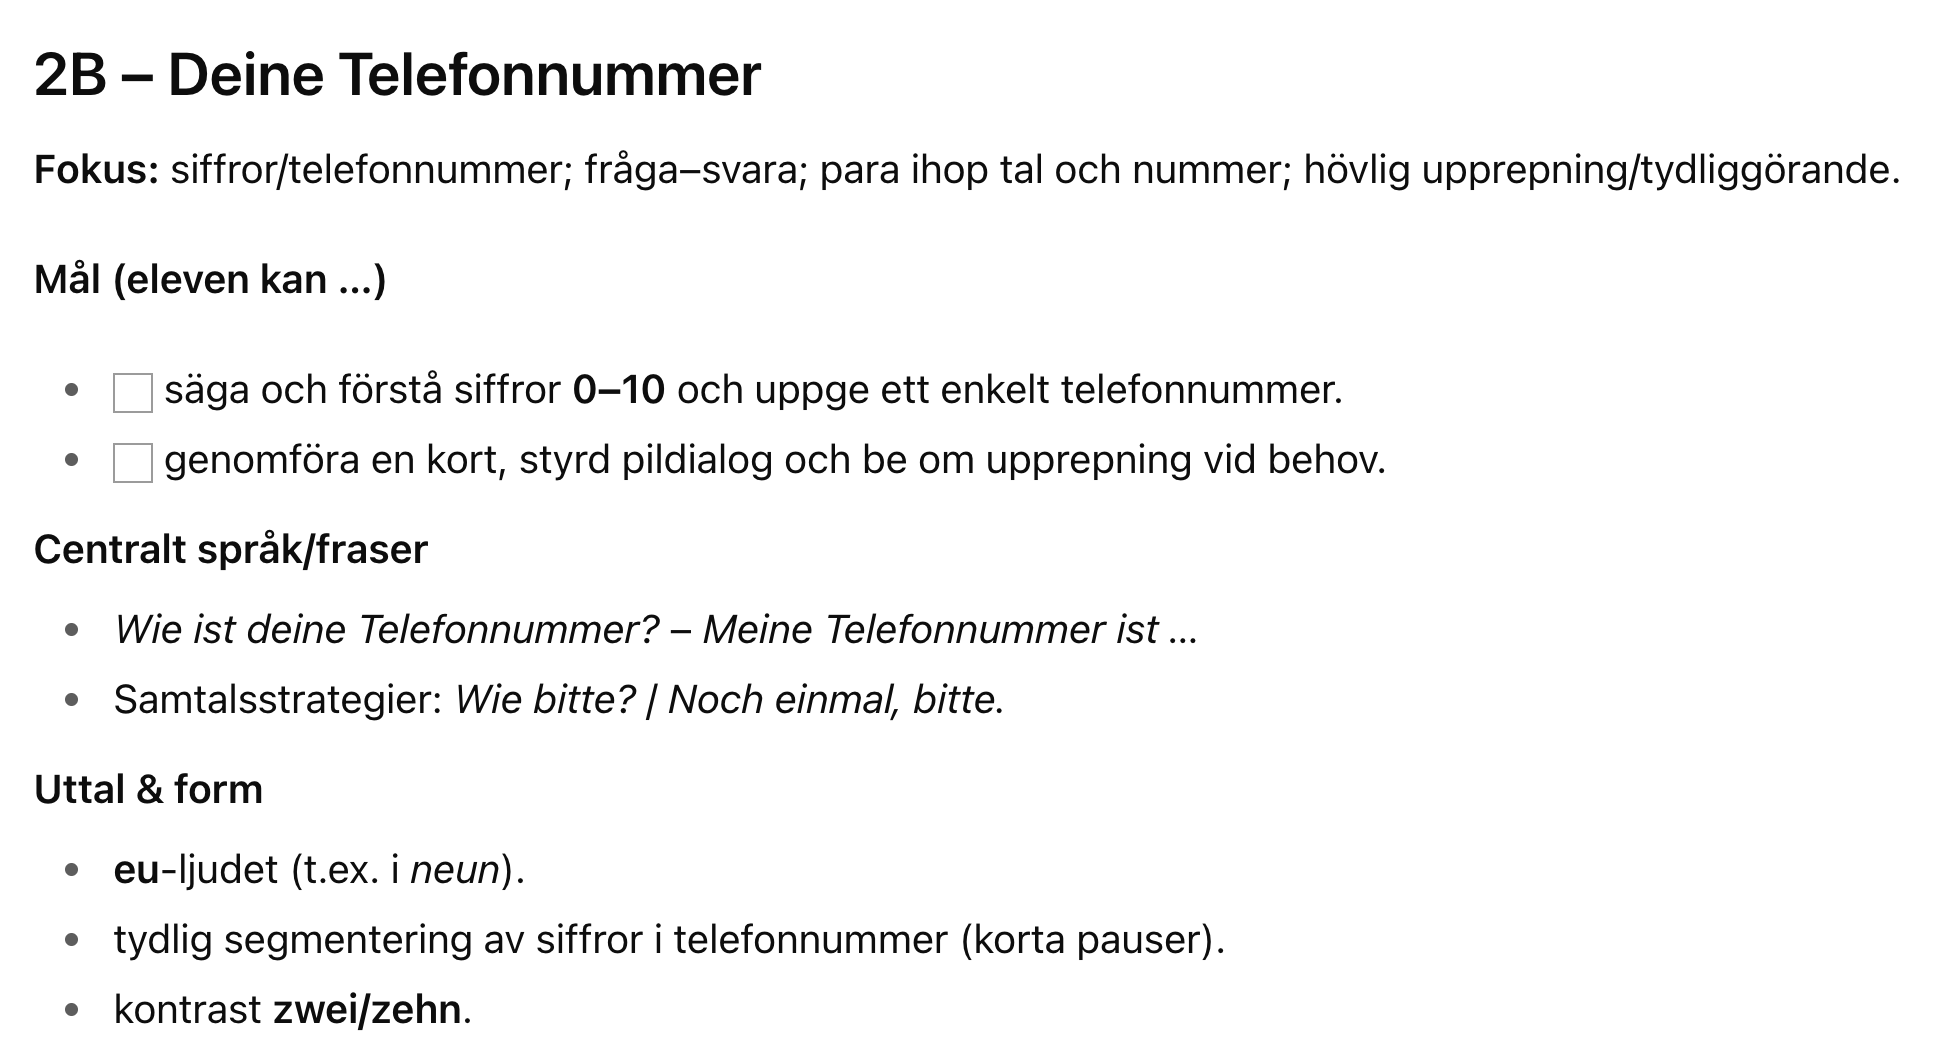 2B – Deine Telefonnummer
Fokus: siffror/telefonnummer; fråga–svara; para ihop tal och nummer; hövlig upprepning/tydliggörande.
Mål (eleven kan …)
säga och förstå siffror 0–10 och uppge ett enkelt telefonnummer.
genomföra en kort, styrd pildialog och be om upprepning vid behov.
Centralt språk/fraser
Wie ist deine Telefonnummer? – Meine Telefonnummer ist …
Samtalsstrategier: Wie bitte? | Noch einmal, bitte.
Uttal & form
eu-ljudet (t.ex. i neun).
tydlig segmentering av siffror i telefonnummer (korta pauser).
kontrast zwei/zehn.